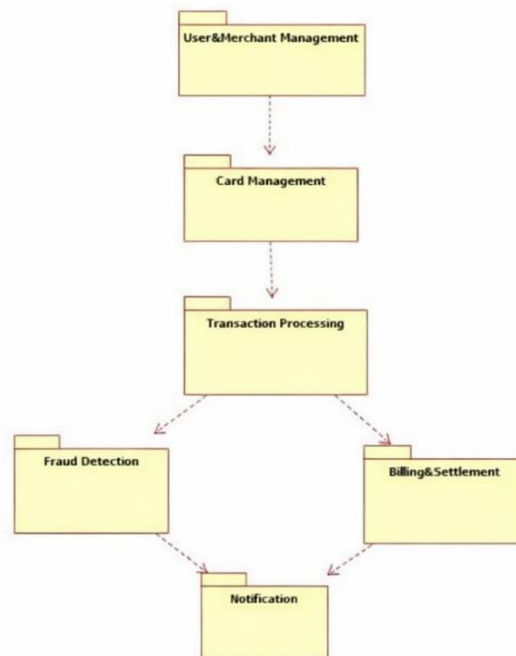 User&Merchant Management
Card Management
Transaction Processing
Fraud Detection
Billing&Settlement
Notification